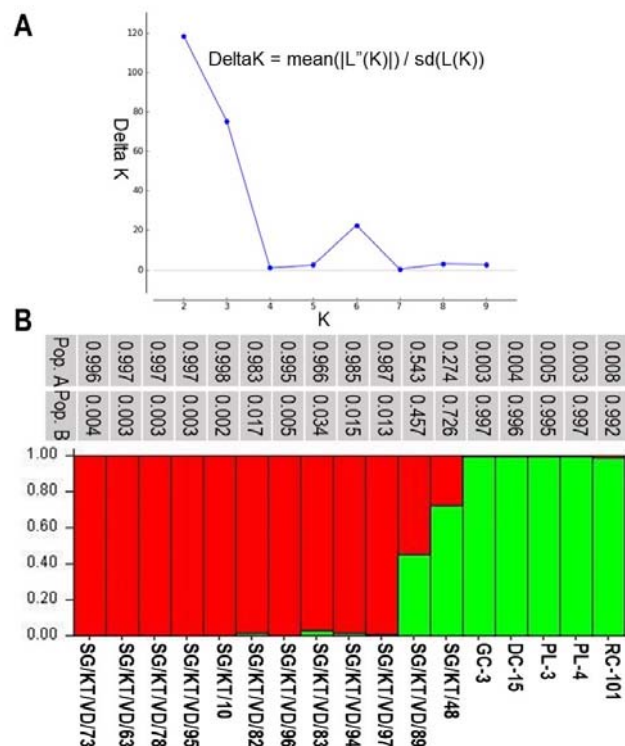 A
DeltaK = mean(|L"(K)|) / sd(L(K))
Delta K
120
100
80
60
40
20
0
2 3 4 5 6 7 8 9
K
B
Pop. A 0.996 0.997 0.997 0.997 0.998 0.983 0.995 0.966 0.985 0.987 0.543 0.274 0.003 0.004 0.005 0.003 0.008
Pop. B 0.004 0.003 0.003 0.003 0.002 0.017 0.005 0.034 0.015 0.013 0.457 0.726 0.997 0.996 0.995 0.997 0.992
1.00
0.80
0.60
0.40
0.20
0.00
SG/KT/VD/73
SG/KT/VD/63
SG/KT/VD/78
SG/KT/VD/95
SG/KT/10
SG/KT/VD/82
SG/KT/VD/96
SG/KT/VD/83
SG/KT/VD/94
SG/KT/VD/97
SG/KT/VD/89
SG/KT/48
GC-3
DC-15
PL-3
PL-4
RC-101